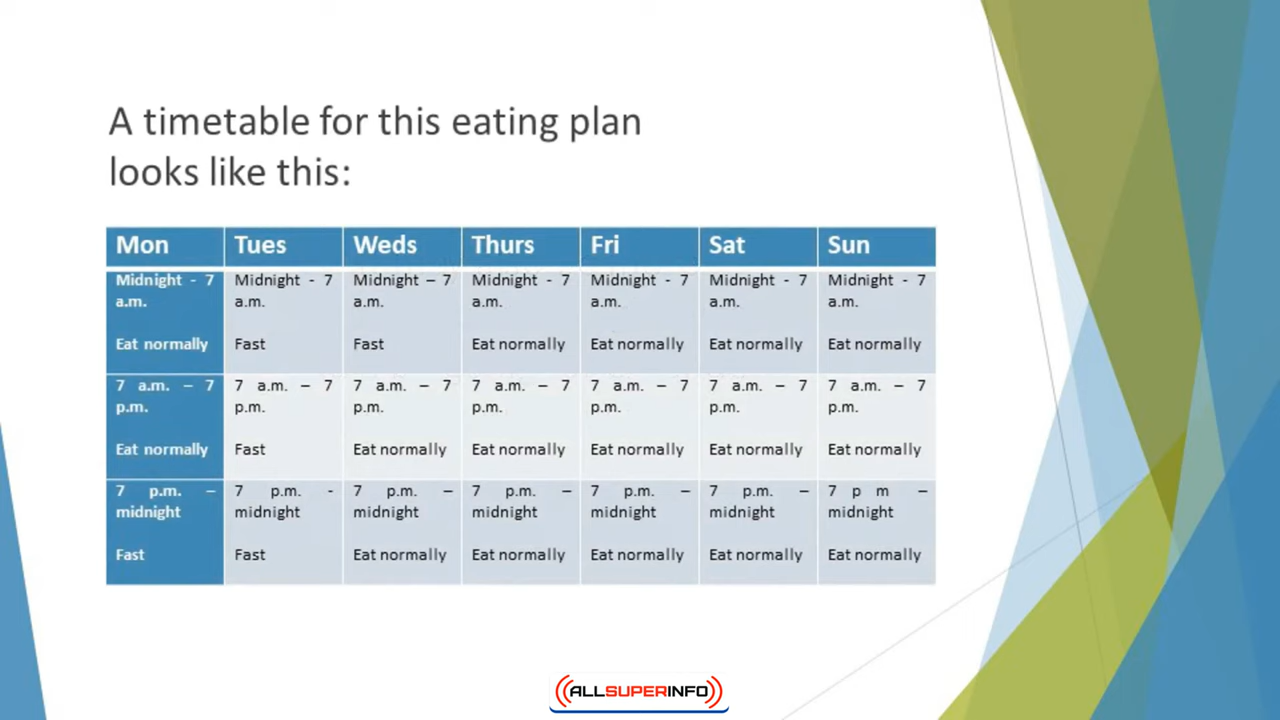 A timetable for this eating plan
looks like this:
Mon Tues Weds Thurs Fri Sat Sun
Midnight - 7 Midnight - 7 Midnight – 7 Midnight - 7 Midnight - 7 Midnight - 7 Midnight - 7
a.m. a.m. a.m. a.m. a.m. a.m. a.m.
Eat normally Fast Fast Eat normally Eat normally Eat normally Eat normally
7 a.m. – 7 7 a.m. – 7 7 a.m. – 7 7 a.m. – 7 7 a.m. – 7 7 a.m. – 7 7 a.m. – 7
p.m. p.m. p.m. p.m. p.m. p.m. p.m.
Eat normally Fast Eat normally Eat normally Eat normally Eat normally Eat normally
7 p.m. – 7 p.m. - 7 p.m. – 7 p.m. – 7 p.m. – 7 p.m. – 7 p m –
midnight midnight midnight midnight midnight midnight midnight
Fast Fast Eat normally Eat normally Eat normally Eat normally Eat normally
ALLSUPERINFO